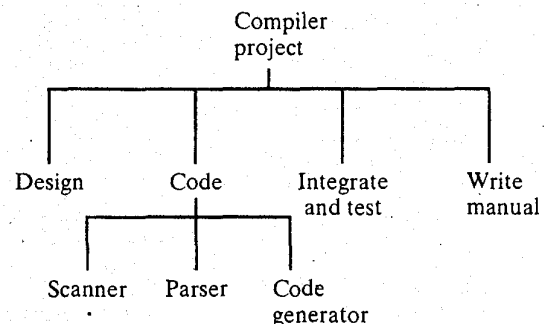 Compiler
project
Design
Code
Integrate
and test
Write
manual
Scanner
Parser
Code
generator